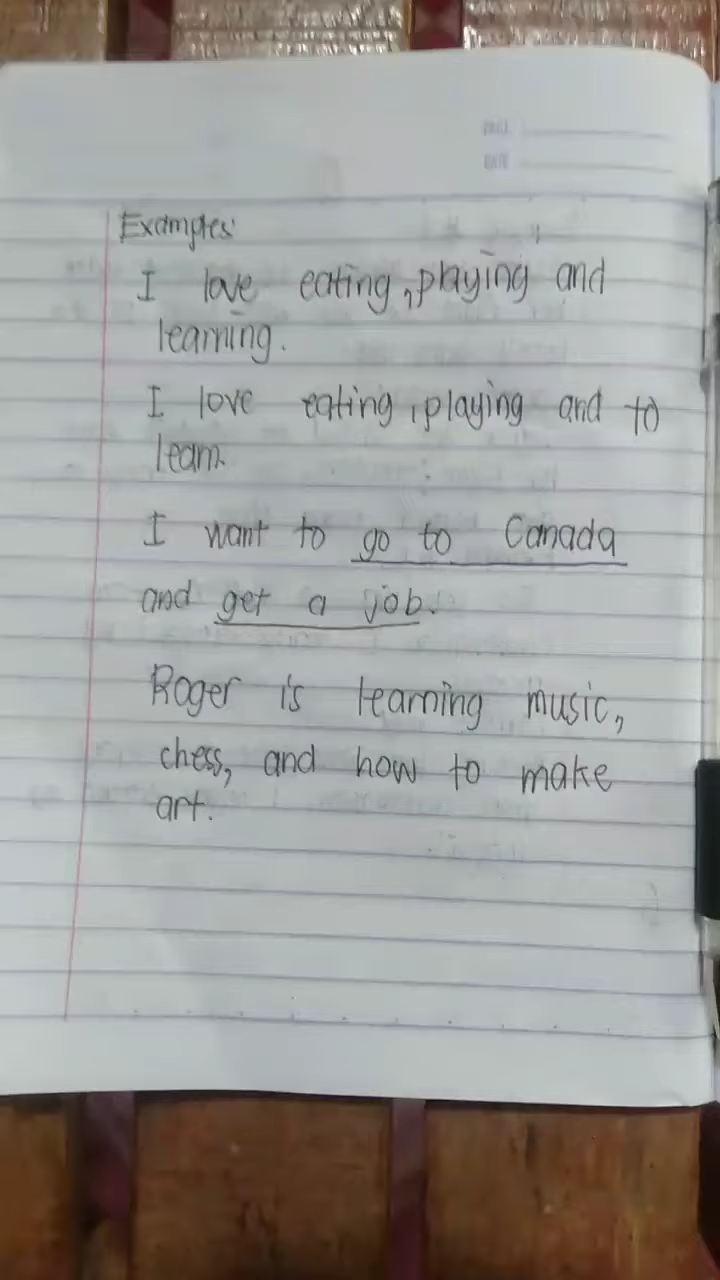 Examples:
I love eating, playing and
learning.
I love eating, playing and to
learn.
I want to go to Canada
and get a job.
Roger is learning music,
chess, and how to make
art.